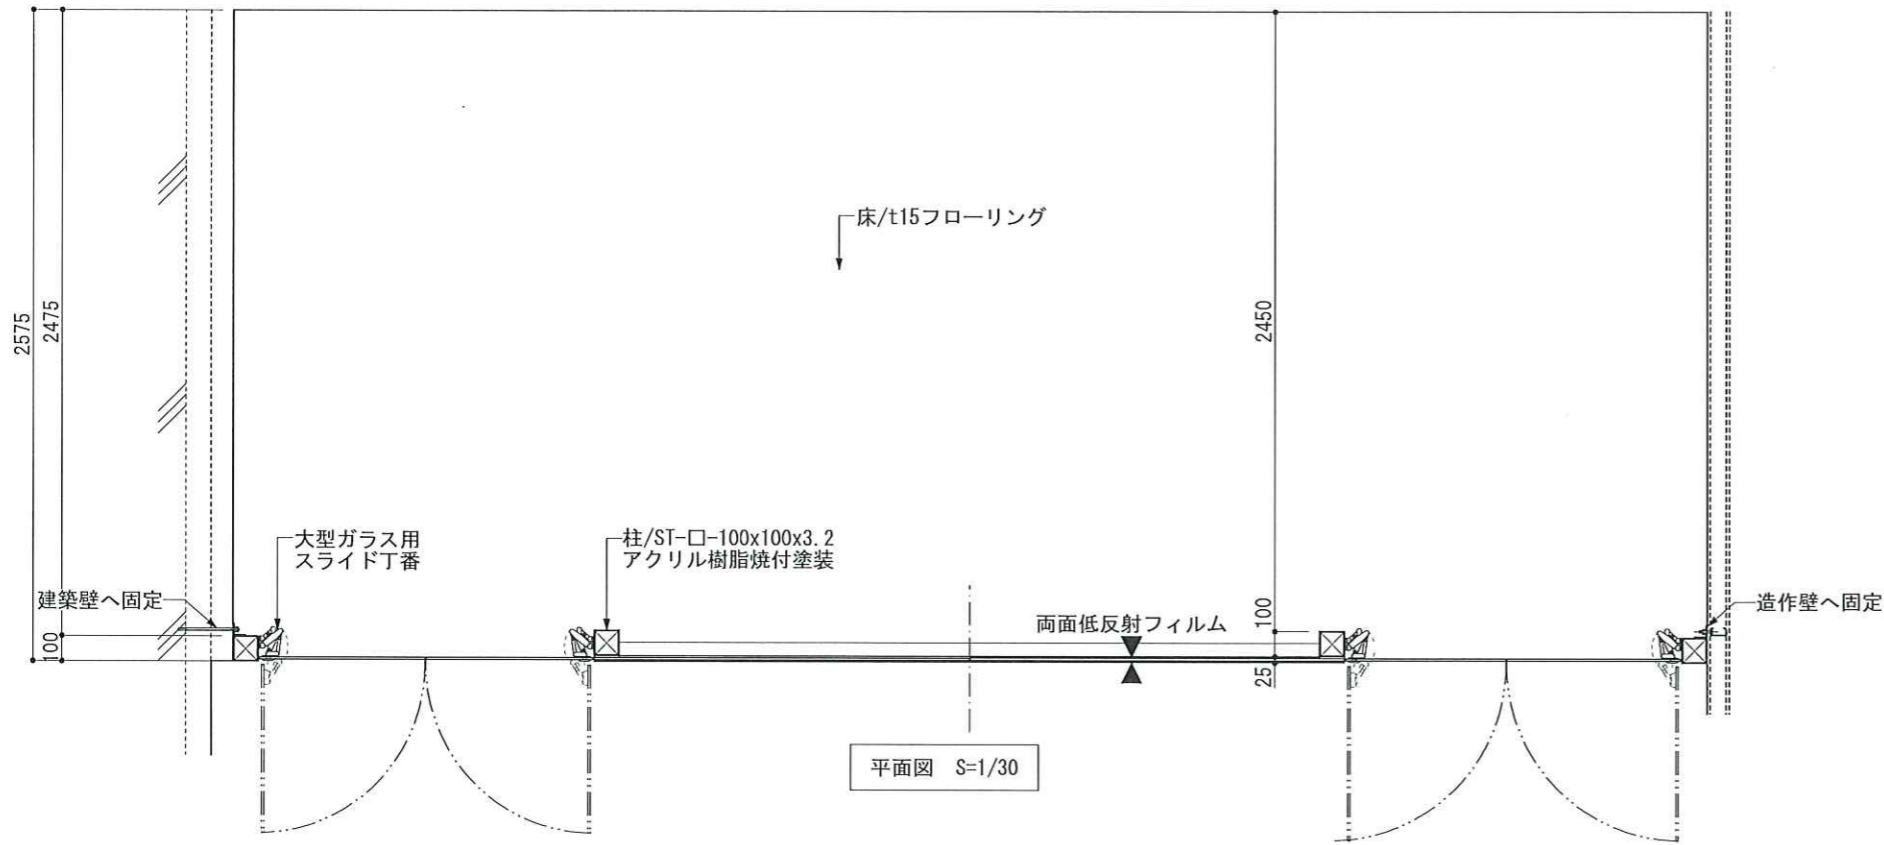 床/t15フローリング
2575
2475
2450
大型ガラス用
スライド丁番
柱/ST-口-100x100x3.2
アクリル樹脂焼付塗装
建築壁へ固定
造作壁へ固定
100
100
両面低反射フィルム
25
平面図 S=1/30